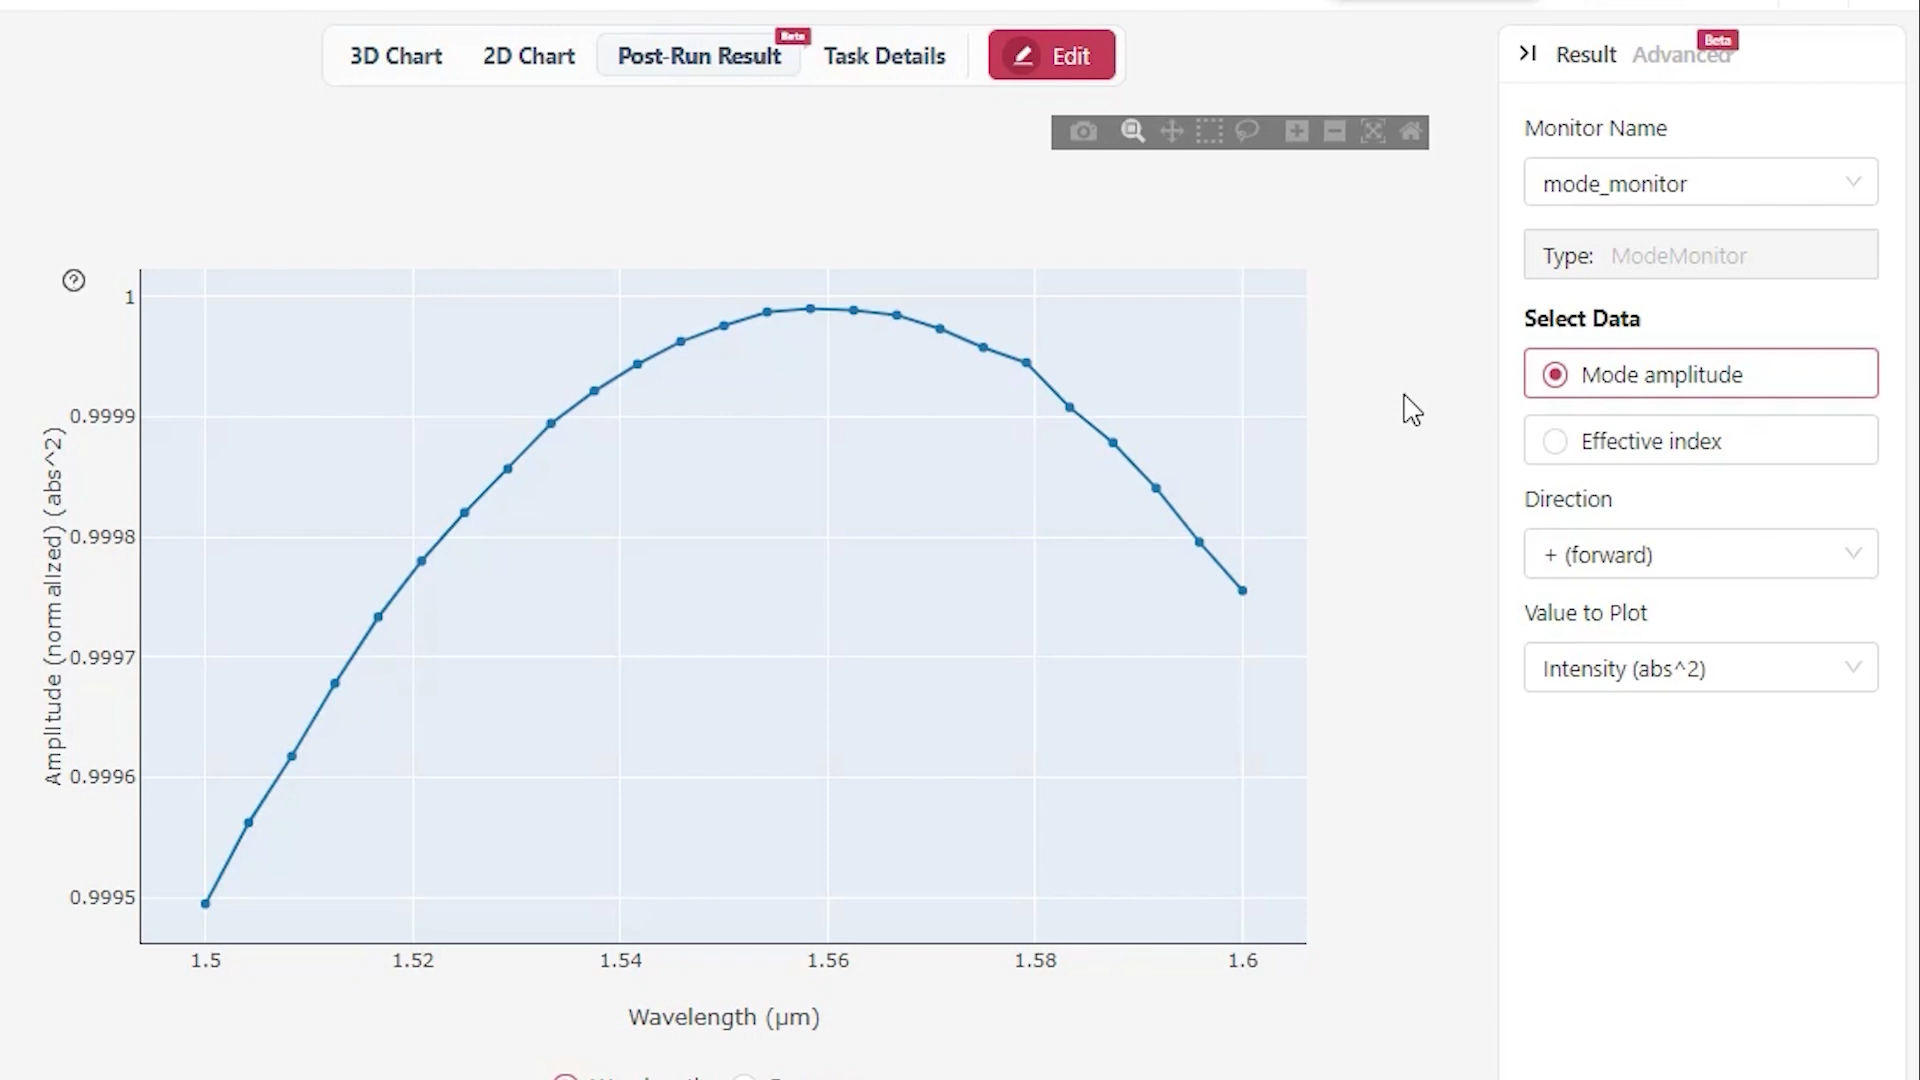 3D Chart 2D Chart Post-Run Result Beta Task Details Edit
Result Advanced Beta
Monitor Name
mode_monitor
Type: ModeMonitor
Select Data
Mode amplitude
Effective index
Direction
+ (forward)
Value to Plot
Intensity (abs^2)
?
Amplitude (normalized) (abs^2)
1
0.9999
0.9998
0.9997
0.9996
0.9995
1.5 1.52 1.54 1.56 1.58 1.6
Wavelength (μm)